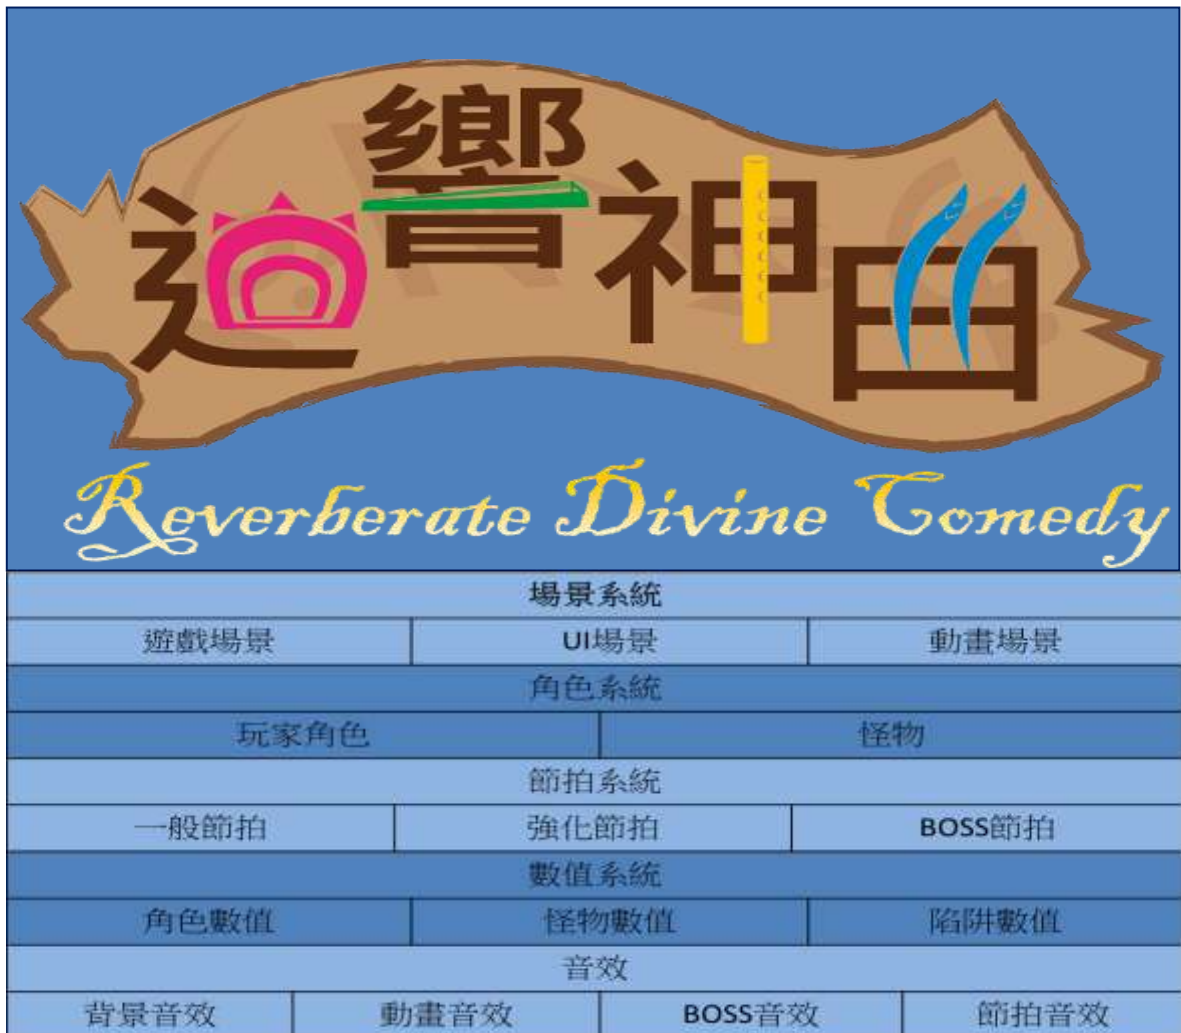 迴響神曲
Reverberate Divine Comedy
場景系統
遊戲場景 UI場景 動畫場景
角色系統
玩家角色 怪物
節拍系統
一般節拍 強化節拍 BOSS節拍
數值系統
角色數值 怪物數值 陷阱數值
音效
背景音效 動畫音效 BOSS音效 節拍音效